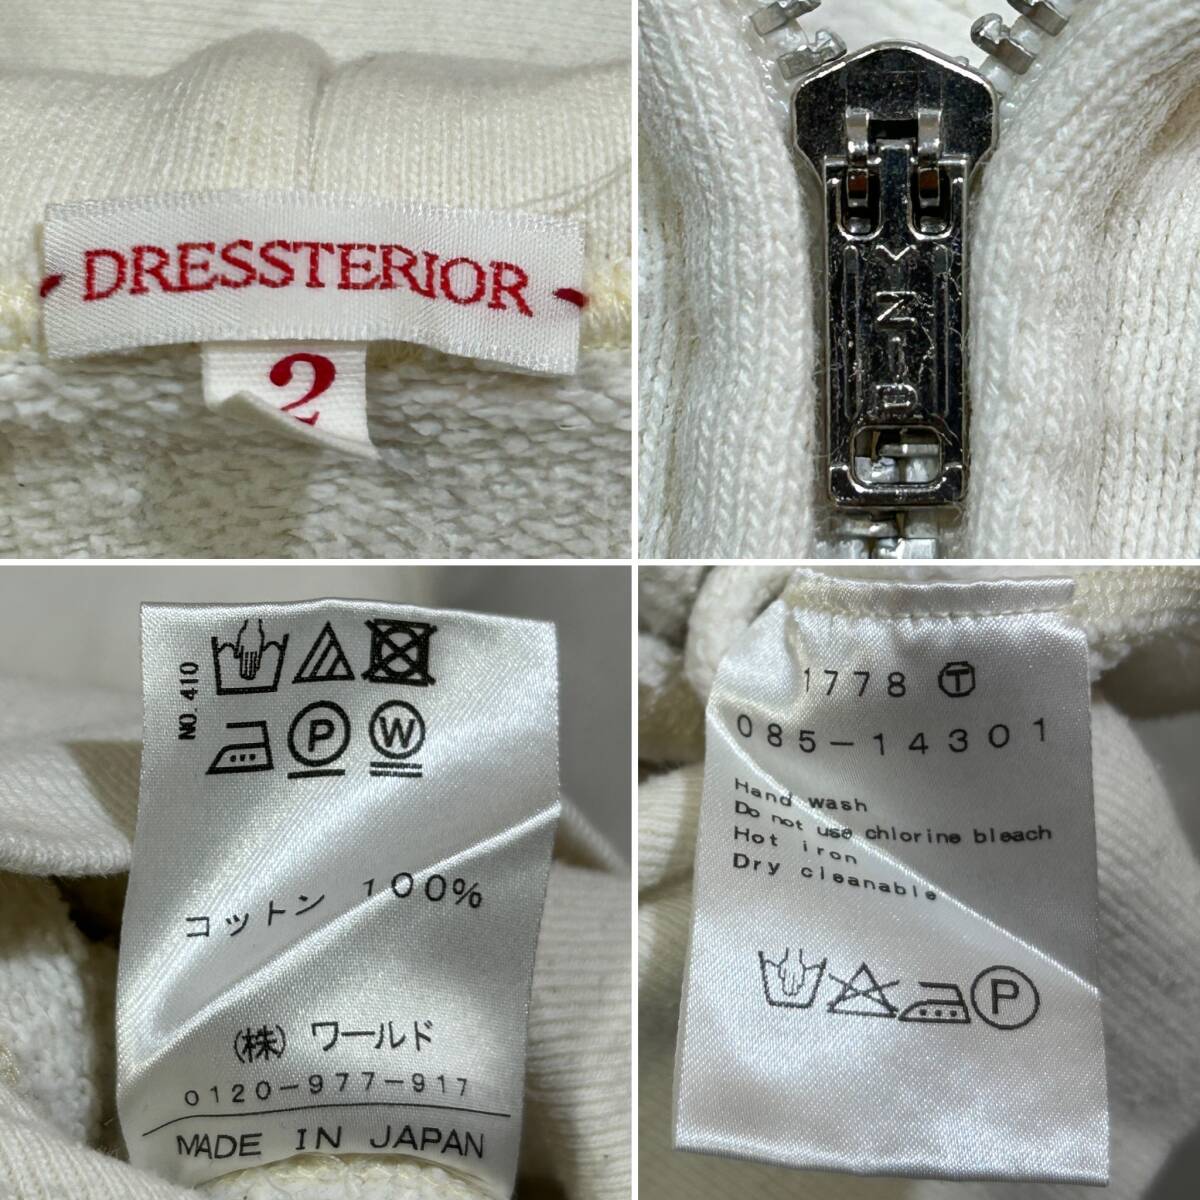 DRESSTERIOR
2
NO.410
P
W
コットン 100%
(株) ワールド
0120-977-917
MADE IN JAPAN
1778 T
085-14301
Hand wash
Do not use chlorine bleach
Hot iron
Dry cleanable
P